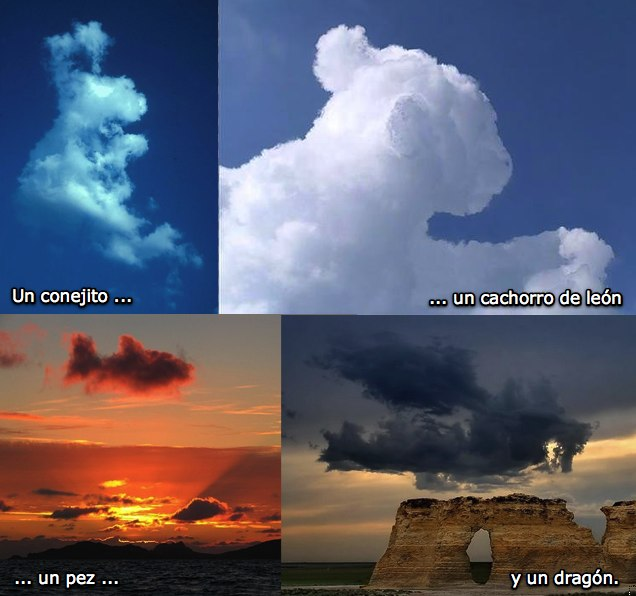 Un conejito ...
... un cachorro de león
... un pez ...
y un dragón.